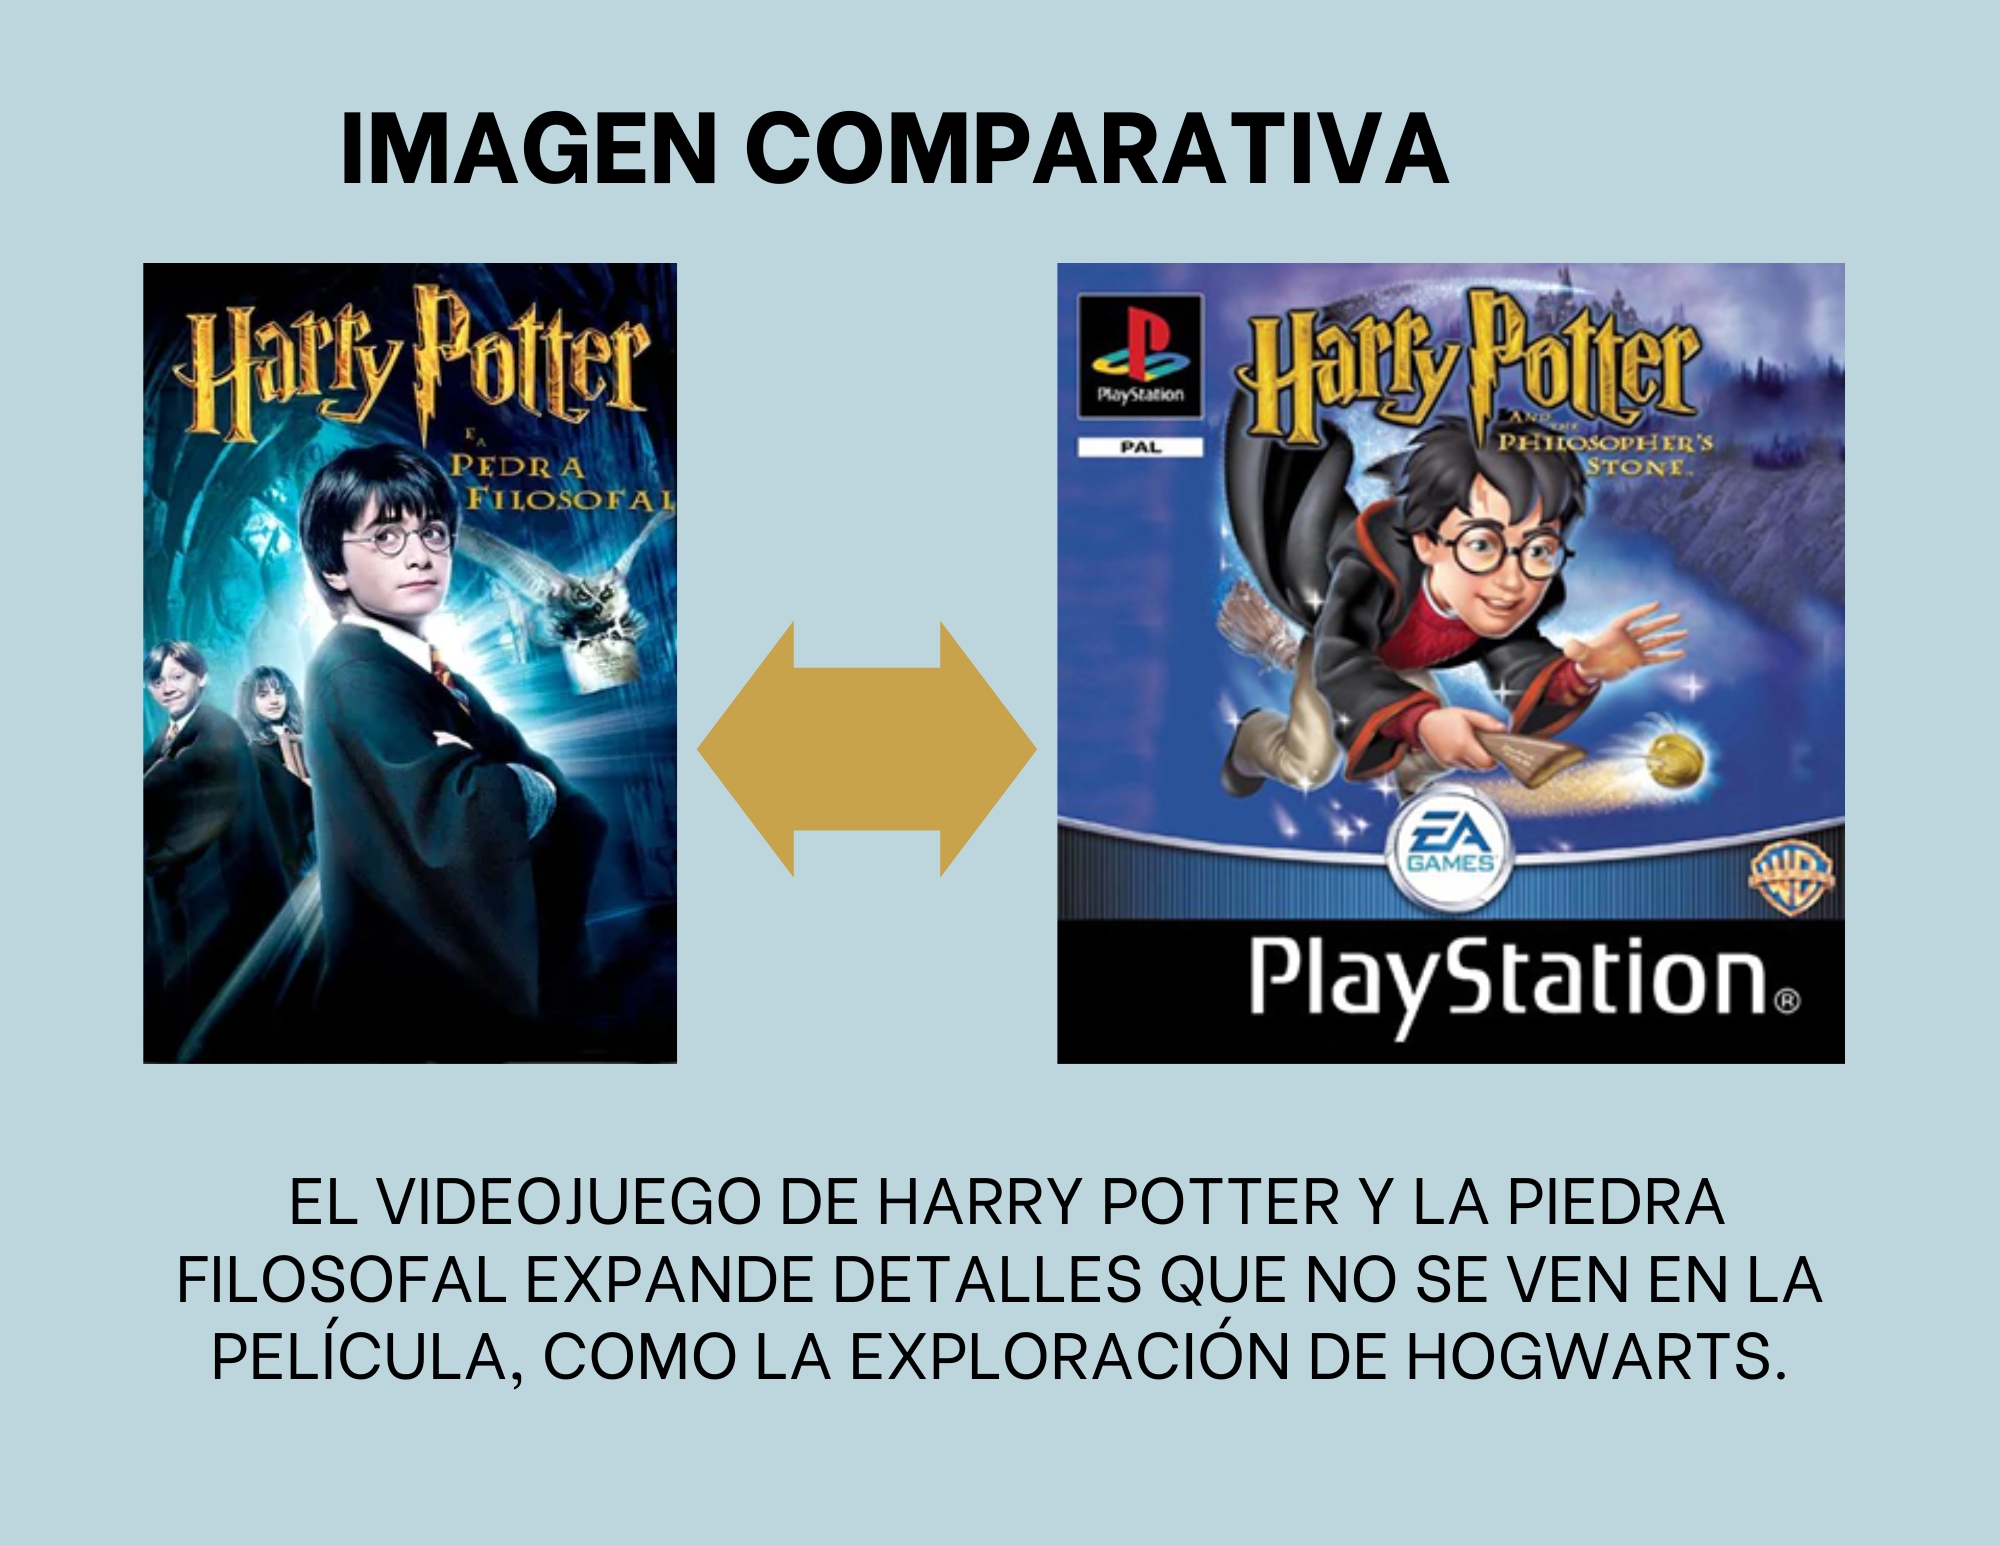 IMAGEN COMPARATIVA
Harry Potter
E A
PEDRA
FILOSOFAL
PlayStation
PAL
Harry Potter
AND THE
PHILOSOPHER'S
STONE™
EA
GAMES
WB
PlayStation®
EL VIDEOJUEGO DE HARRY POTTER Y LA PIEDRA
FILOSOFAL EXPANDE DETALLES QUE NO SE VEN EN LA
PELÍCULA, COMO LA EXPLORACIÓN DE HOGWARTS.